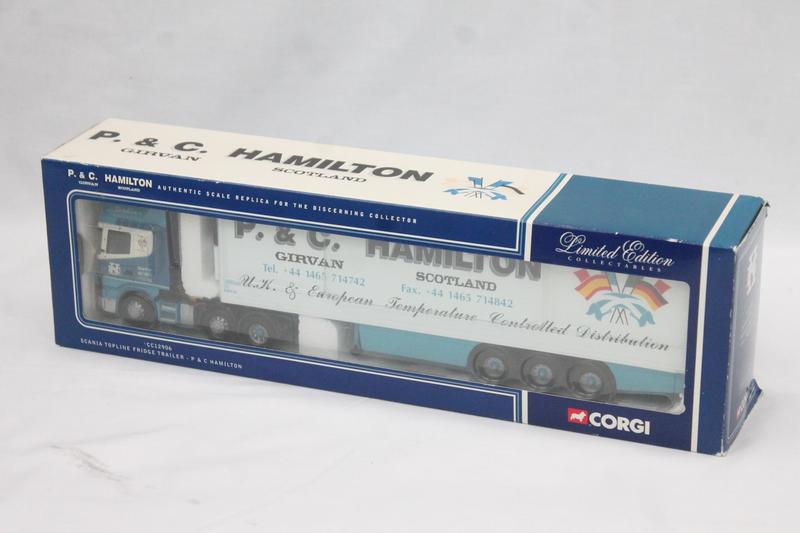 P. & C. HAMILTON
GIRVAN SCOTLAND
P. & C. HAMILTON
GIRVAN SCOTLAND
AUTHENTIC SCALE REPLICA FOR THE DISCERNING COLLECTOR
Limited Edition
COLLECTABLES
P. & C. HAMILTON
GIRVAN SCOTLAND
Tel. +44 1465 714742 Fax. +44 1465 714842
U.K. & European Temperature Controlled Distribution
CC12906
SCANIA TOPLINE FRIDGE TRAILER - P & C HAMILTON
CORGI